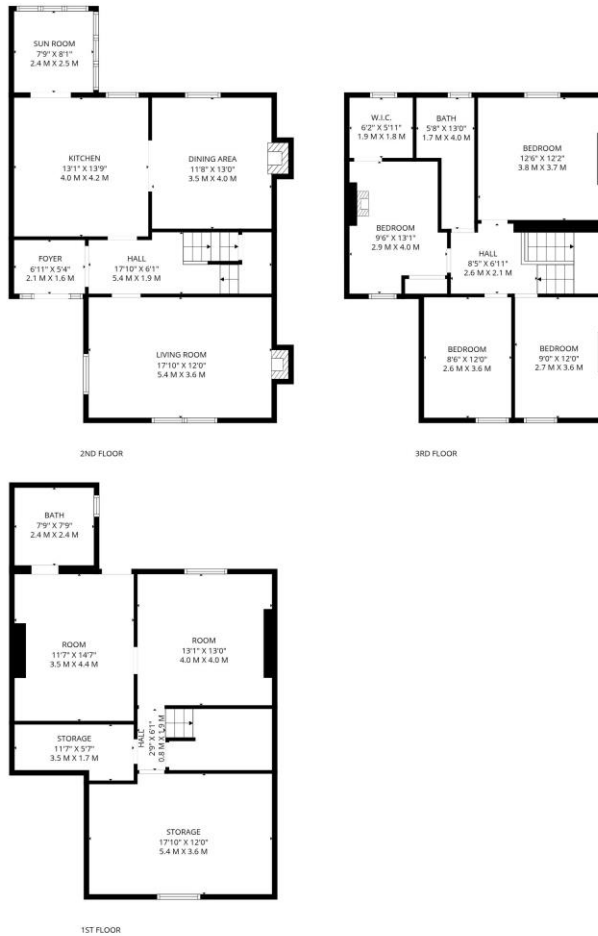 SUN ROOM
7'9" X 8'1"
2.4 M X 2.5 M
KITCHEN
13'1" X 13'9"
4.0 M X 4.2 M
DINING AREA
11'8" X 13'0"
3.5 M X 4.0 M
FOYER
6'11" X 5'4"
2.1 M X 1.6 M
HALL
17'10" X 6'1"
5.4 M X 1.9 M
LIVING ROOM
17'10" X 12'0"
5.4 M X 3.6 M
2ND FLOOR
W.I.C.
6'2" X 5'11"
1.9 M X 1.8 M
BATH
5'8" X 13'0"
1.7 M X 4.0 M
BEDROOM
12'6" X 12'2"
3.8 M X 3.7 M
BEDROOM
9'6" X 13'1"
2.9 M X 4.0 M
HALL
8'5" X 6'11"
2.6 M X 2.1 M
BEDROOM
8'6" X 12'0"
2.6 M X 3.6 M
BEDROOM
9'0" X 12'0"
2.7 M X 3.6 M
3RD FLOOR
BATH
7'9" X 7'9"
2.4 M X 2.4 M
ROOM
11'7" X 14'7"
3.5 M X 4.4 M
ROOM
13'1" X 13'0"
4.0 M X 4.0 M
STORAGE
11'7" X 5'7"
3.5 M X 1.7 M
HALL
2'9" X 6'1"
0.8 M X 1.9 M
STORAGE
17'10" X 12'0"
5.4 M X 3.6 M
1ST FLOOR